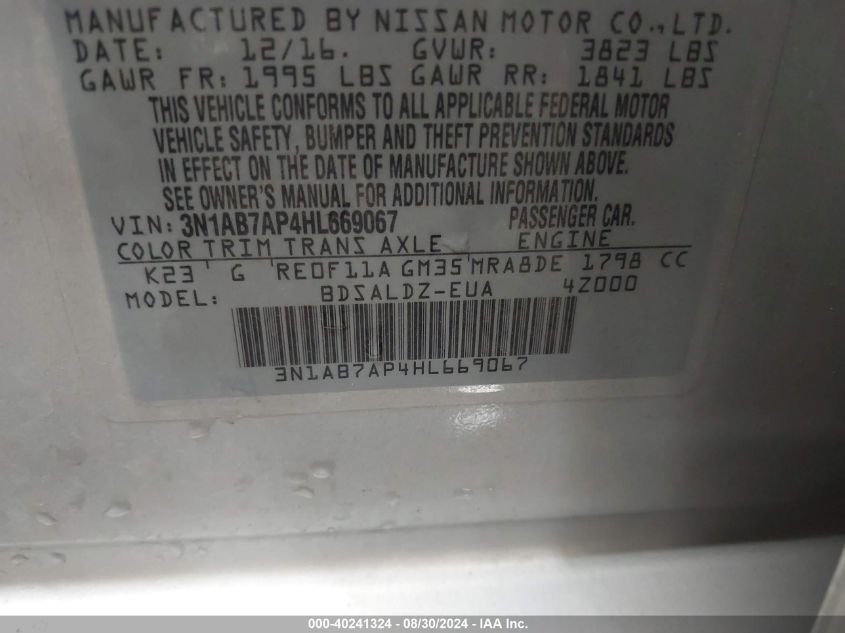 MANUFACTURED BY NISSAN MOTOR CO., LTD.
DATE: 12/16. GVWR: 3823 LBS
GAWR FR: 1995 LBS GAWR RR: 1841 LBS
THIS VEHICLE CONFORMS TO ALL APPLICABLE FEDERAL MOTOR
VEHICLE SAFETY, BUMPER AND THEFT PREVENTION STANDARDS
IN EFFECT ON THE DATE OF MANUFACTURE SHOWN ABOVE.
SEE OWNER'S MANUAL FOR ADDITIONAL INFORMATION.
VIN: 3N1AB7AP4HL669067 PASSENGER CAR.
COLOR TRIM TRANS AXLE ENGINE
K23 G RE0F11A GM35 MRA8DE 1798 CC
MODEL: BDSALDZ-EUA 4Z000
3N1AB7AP4HL669067
000-40241324 - 08/30/2024 - IAA Inc.